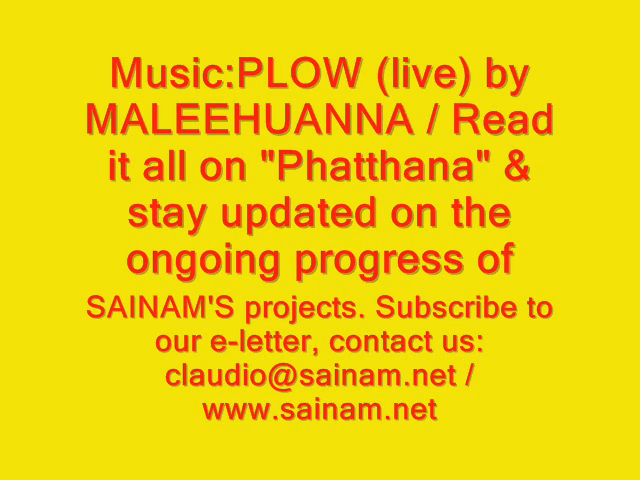 Music:PLOW (live) by
MALEEHUANNA / Read
it all on "Phatthana" &
stay updated on the
ongoing progress of
SAINAM'S projects. Subscribe to
our e-letter, contact us:
claudio@sainam.net /
www.sainam.net